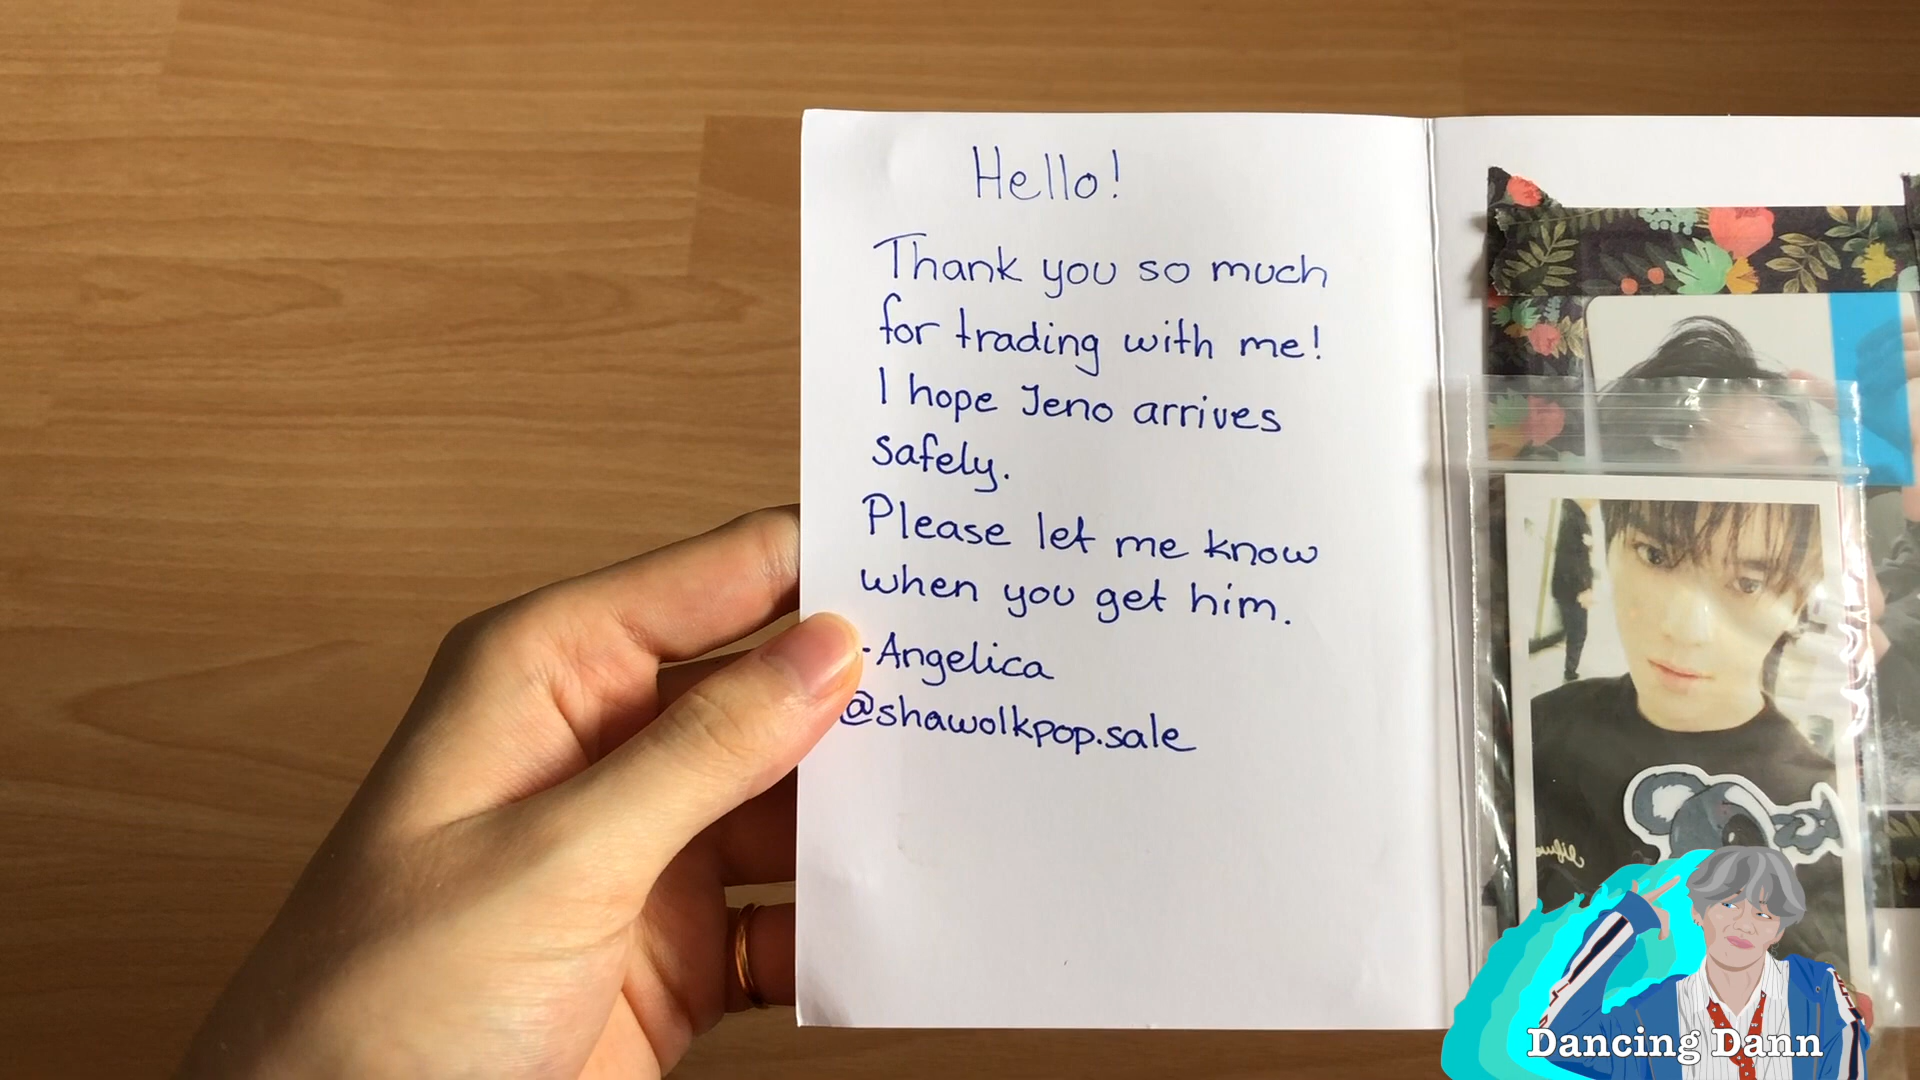 Hello!
Thank you so much
for trading with me!
I hope Jeno arrives
safely.
Please let me know
when you get him.
-Angelica
@shawolkpop.sale
Dancing Dann